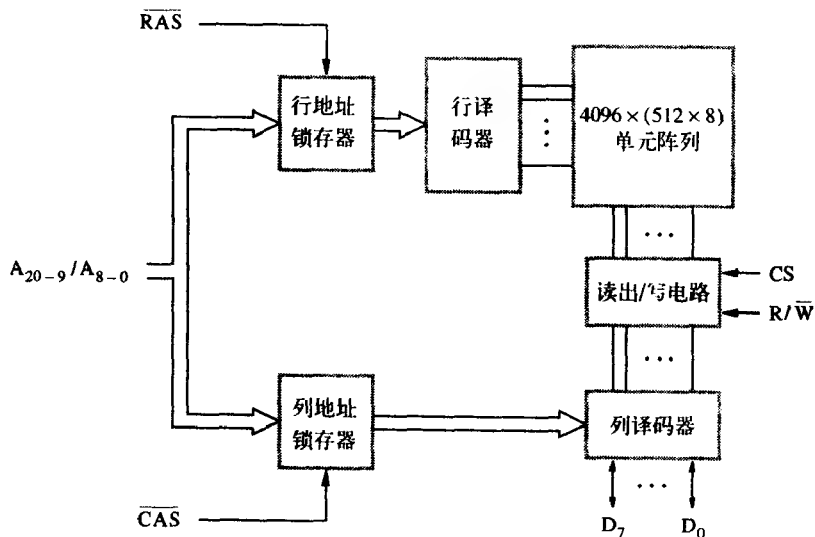 RAS
行地址
锁存器
行译
码器
4096×(512×8)
单元阵列
...
A20-9/A8-0
读出/写电路
CS
R/W
...
列地址
锁存器
列译码器
CAS
D7 ... D0